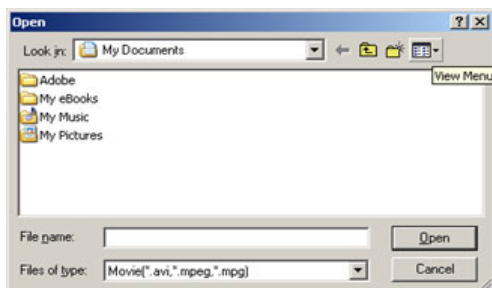 Open
Look in: My Documents
View Menu
Adobe
My eBooks
My Music
My Pictures
File name: Open
Files of type: Movie(*.avi,*.mpeg,*.mpg) Cancel